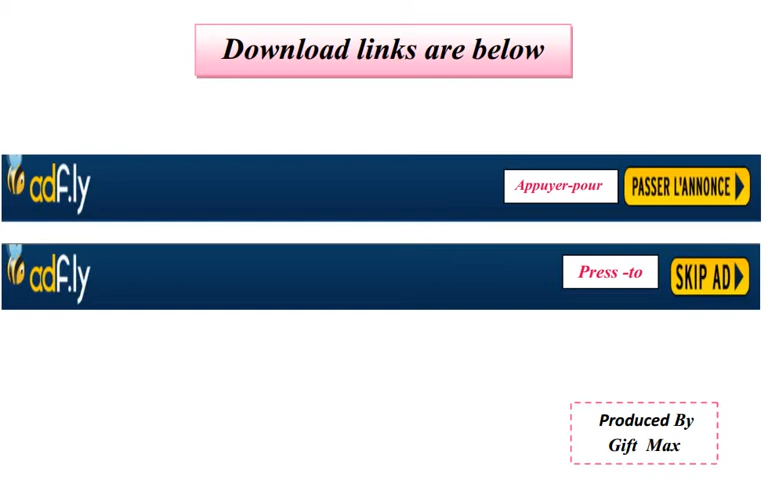 Download links are below
adf.ly
Appuyer-pour
PASSER L'ANNONCE
adf.ly
Press -to
SKIP AD
Produced By
Gift Max